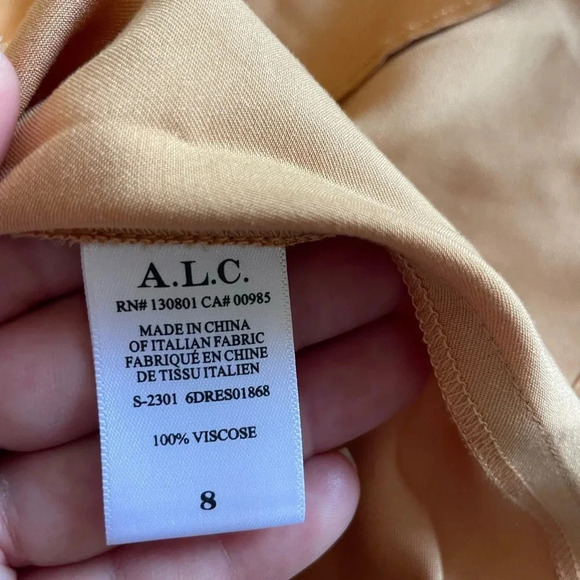 A.L.C.
RN# 130801 CA# 00985
MADE IN CHINA
OF ITALIAN FABRIC
FABRIQUÉ EN CHINE
DE TISSU ITALIEN
S-2301 6DRES01868
100% VISCOSE
8